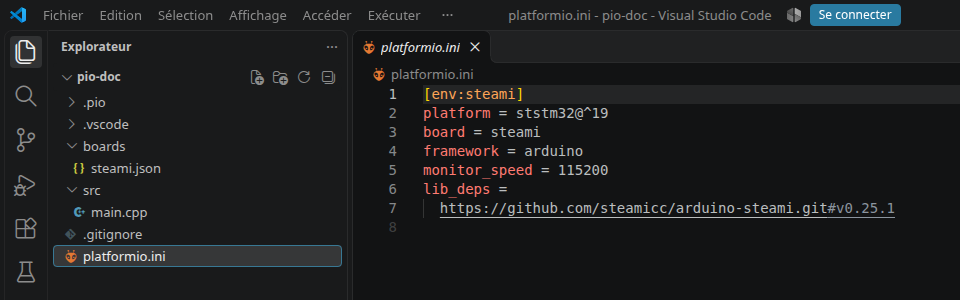 Fichier Edition Sélection Affichage Accéder Exécuter ··· platformio.ini - pio-doc - Visual Studio Code Se connecter
Explorateur ···
pio-doc
.pio
.vscode
boards
{} steami.json
src
main.cpp
.gitignore
platformio.ini
platformio.ini
platformio.ini
1 [env:steami]
2 platform = ststm32@^19
3 board = steami
4 framework = arduino
5 monitor_speed = 115200
6 lib_deps =
7 https://github.com/steamicc/arduino-steami.git#v0.25.1
8